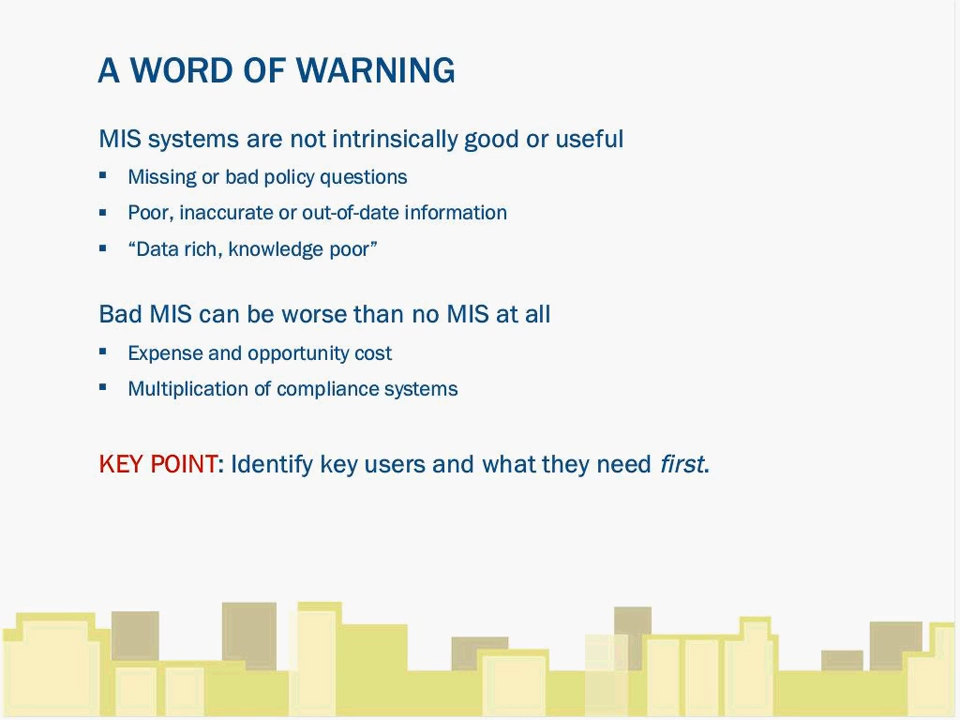 A WORD OF WARNING
MIS systems are not intrinsically good or useful
▪ Missing or bad policy questions
▪ Poor, inaccurate or out-of-date information
▪ “Data rich, knowledge poor”
Bad MIS can be worse than no MIS at all
▪ Expense and opportunity cost
▪ Multiplication of compliance systems
KEY POINT: Identify key users and what they need first.